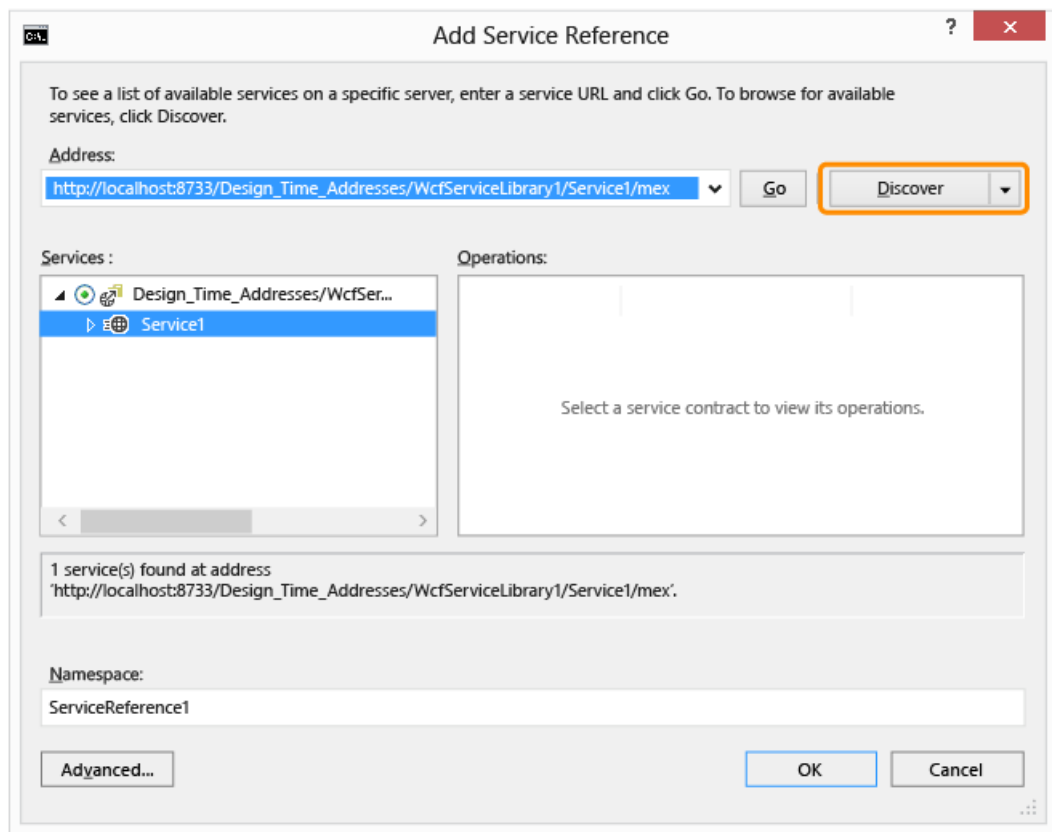 Add Service Reference
?
To see a list of available services on a specific server, enter a service URL and click Go. To browse for available
services, click Discover.
Address:
http://localhost:8733/Design_Time_Addresses/WcfServiceLibrary1/Service1/mex
Go
Discover
Services :
Operations:
Design_Time_Addresses/WcfSer...
Service1
Select a service contract to view its operations.
1 service(s) found at address
'http://localhost:8733/Design_Time_Addresses/WcfServiceLibrary1/Service1/mex'.
Namespace:
ServiceReference1
Advanced...
OK
Cancel